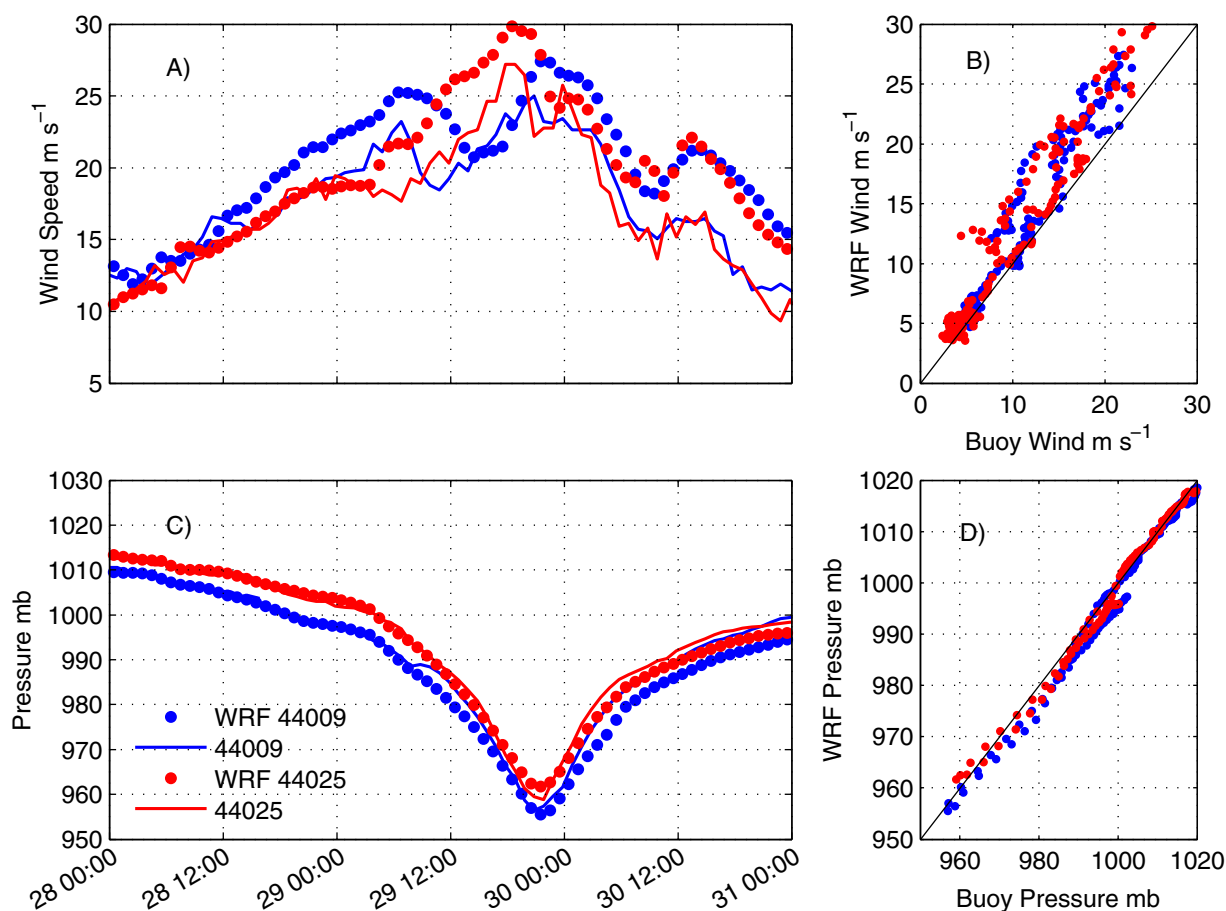 A)
30
25
20
15
10
5
Wind Speed m s⁻¹
B)
30
25
20
15
10
5
0
WRF Wind m s⁻¹
0 10 20 30
Buoy Wind m s⁻¹
C)
1030
1020
1010
1000
990
980
970
960
950
Pressure mb
WRF 44009
44009
WRF 44025
44025
28 00:00
28 12:00
29 00:00
29 12:00
30 00:00
30 12:00
31 00:00
D)
1020
1010
1000
990
980
970
960
950
WRF Pressure mb
960 980 1000 1020
Buoy Pressure mb